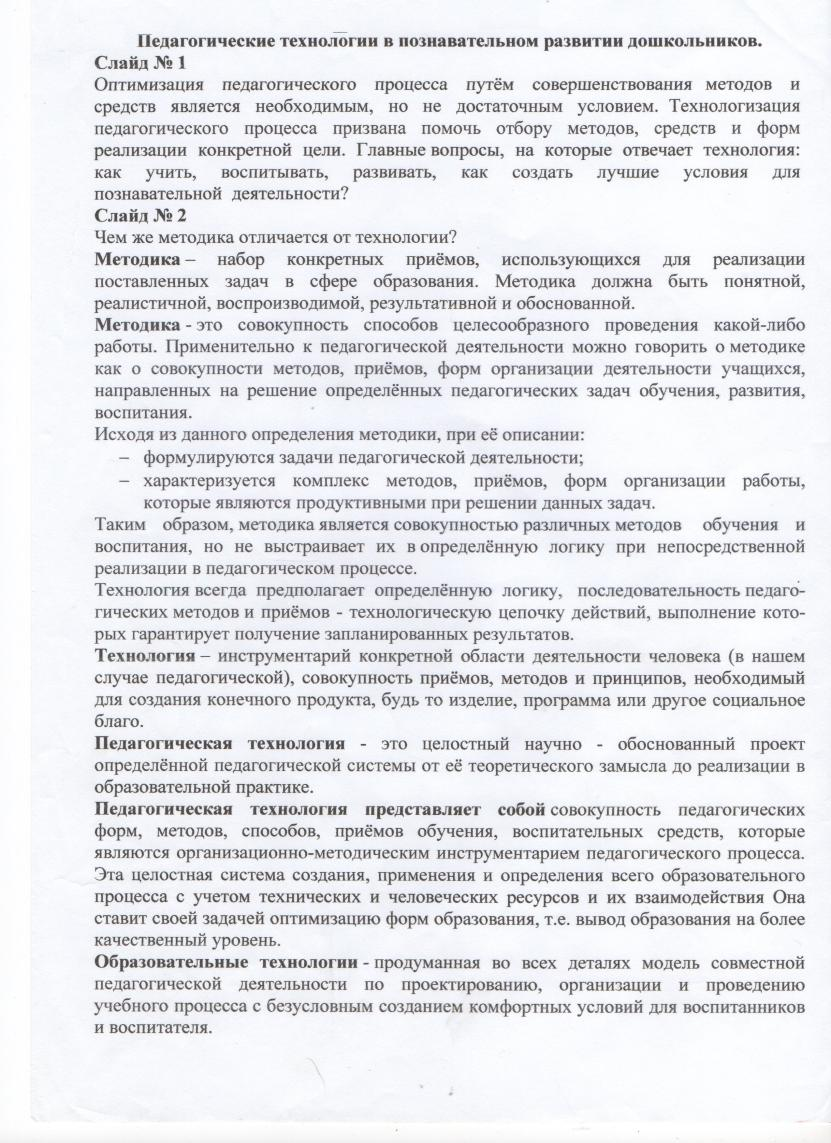 Педагогические технологии в познавательном развитии дошкольников.
Слайд № 1
Оптимизация педагогического процесса путём совершенствования методов и
средств является необходимым, но не достаточным условием. Технологизация
педагогического процесса призвана помочь отбору методов, средств и форм
реализации конкретной цели. Главные вопросы, на которые отвечает технология:
как учить, воспитывать, развивать, как создать лучшие условия для
познавательной деятельности?
Слайд № 2
Чем же методика отличается от технологии?
Методика – набор конкретных приёмов, использующихся для реализации
поставленных задач в сфере образования. Методика должна быть понятной,
реалистичной, воспроизводимой, результативной и обоснованной.
Методика - это совокупность способов целесообразного проведения какой-либо
работы. Применительно к педагогической деятельности можно говорить о методике
как о совокупности методов, приёмов, форм организации деятельности учащихся,
направленных на решение определённых педагогических задач обучения, развития,
воспитания.
Исходя из данного определения методики, при её описании:
– формулируются задачи педагогической деятельности;
– характеризуется комплекс методов, приёмов, форм организации работы,
которые являются продуктивными при решении данных задач.
Таким образом, методика является совокупностью различных методов обучения и
воспитания, но не выстраивает их в определённую логику при непосредственной
реализации в педагогическом процессе.
Технология всегда предполагает определённую логику, последовательность педаго-
гических методов и приёмов - технологическую цепочку действий, выполнение кото-
рых гарантирует получение запланированных результатов.
Технология – инструментарий конкретной области деятельности человека (в нашем
случае педагогической), совокупность приёмов, методов и принципов, необходимый
для создания конечного продукта, будь то изделие, программа или другое социальное
благо.
Педагогическая технология - это целостный научно - обоснованный проект
определённой педагогической системы от её теоретического замысла до реализации в
образовательной практике.
Педагогическая технология представляет собой совокупность педагогических
форм, методов, способов, приёмов обучения, воспитательных средств, которые
являются организационно-методическим инструментарием педагогического процесса.
Эта целостная система создания, применения и определения всего образовательного
процесса с учетом технических и человеческих ресурсов и их взаимодействия Она
ставит своей задачей оптимизацию форм образования, т.е. вывод образования на более
качественный уровень.
Образовательные технологии - продуманная во всех деталях модель совместной
педагогической деятельности по проектированию, организации и проведению
учебного процесса с безусловным созданием комфортных условий для воспитанников
и воспитателя.